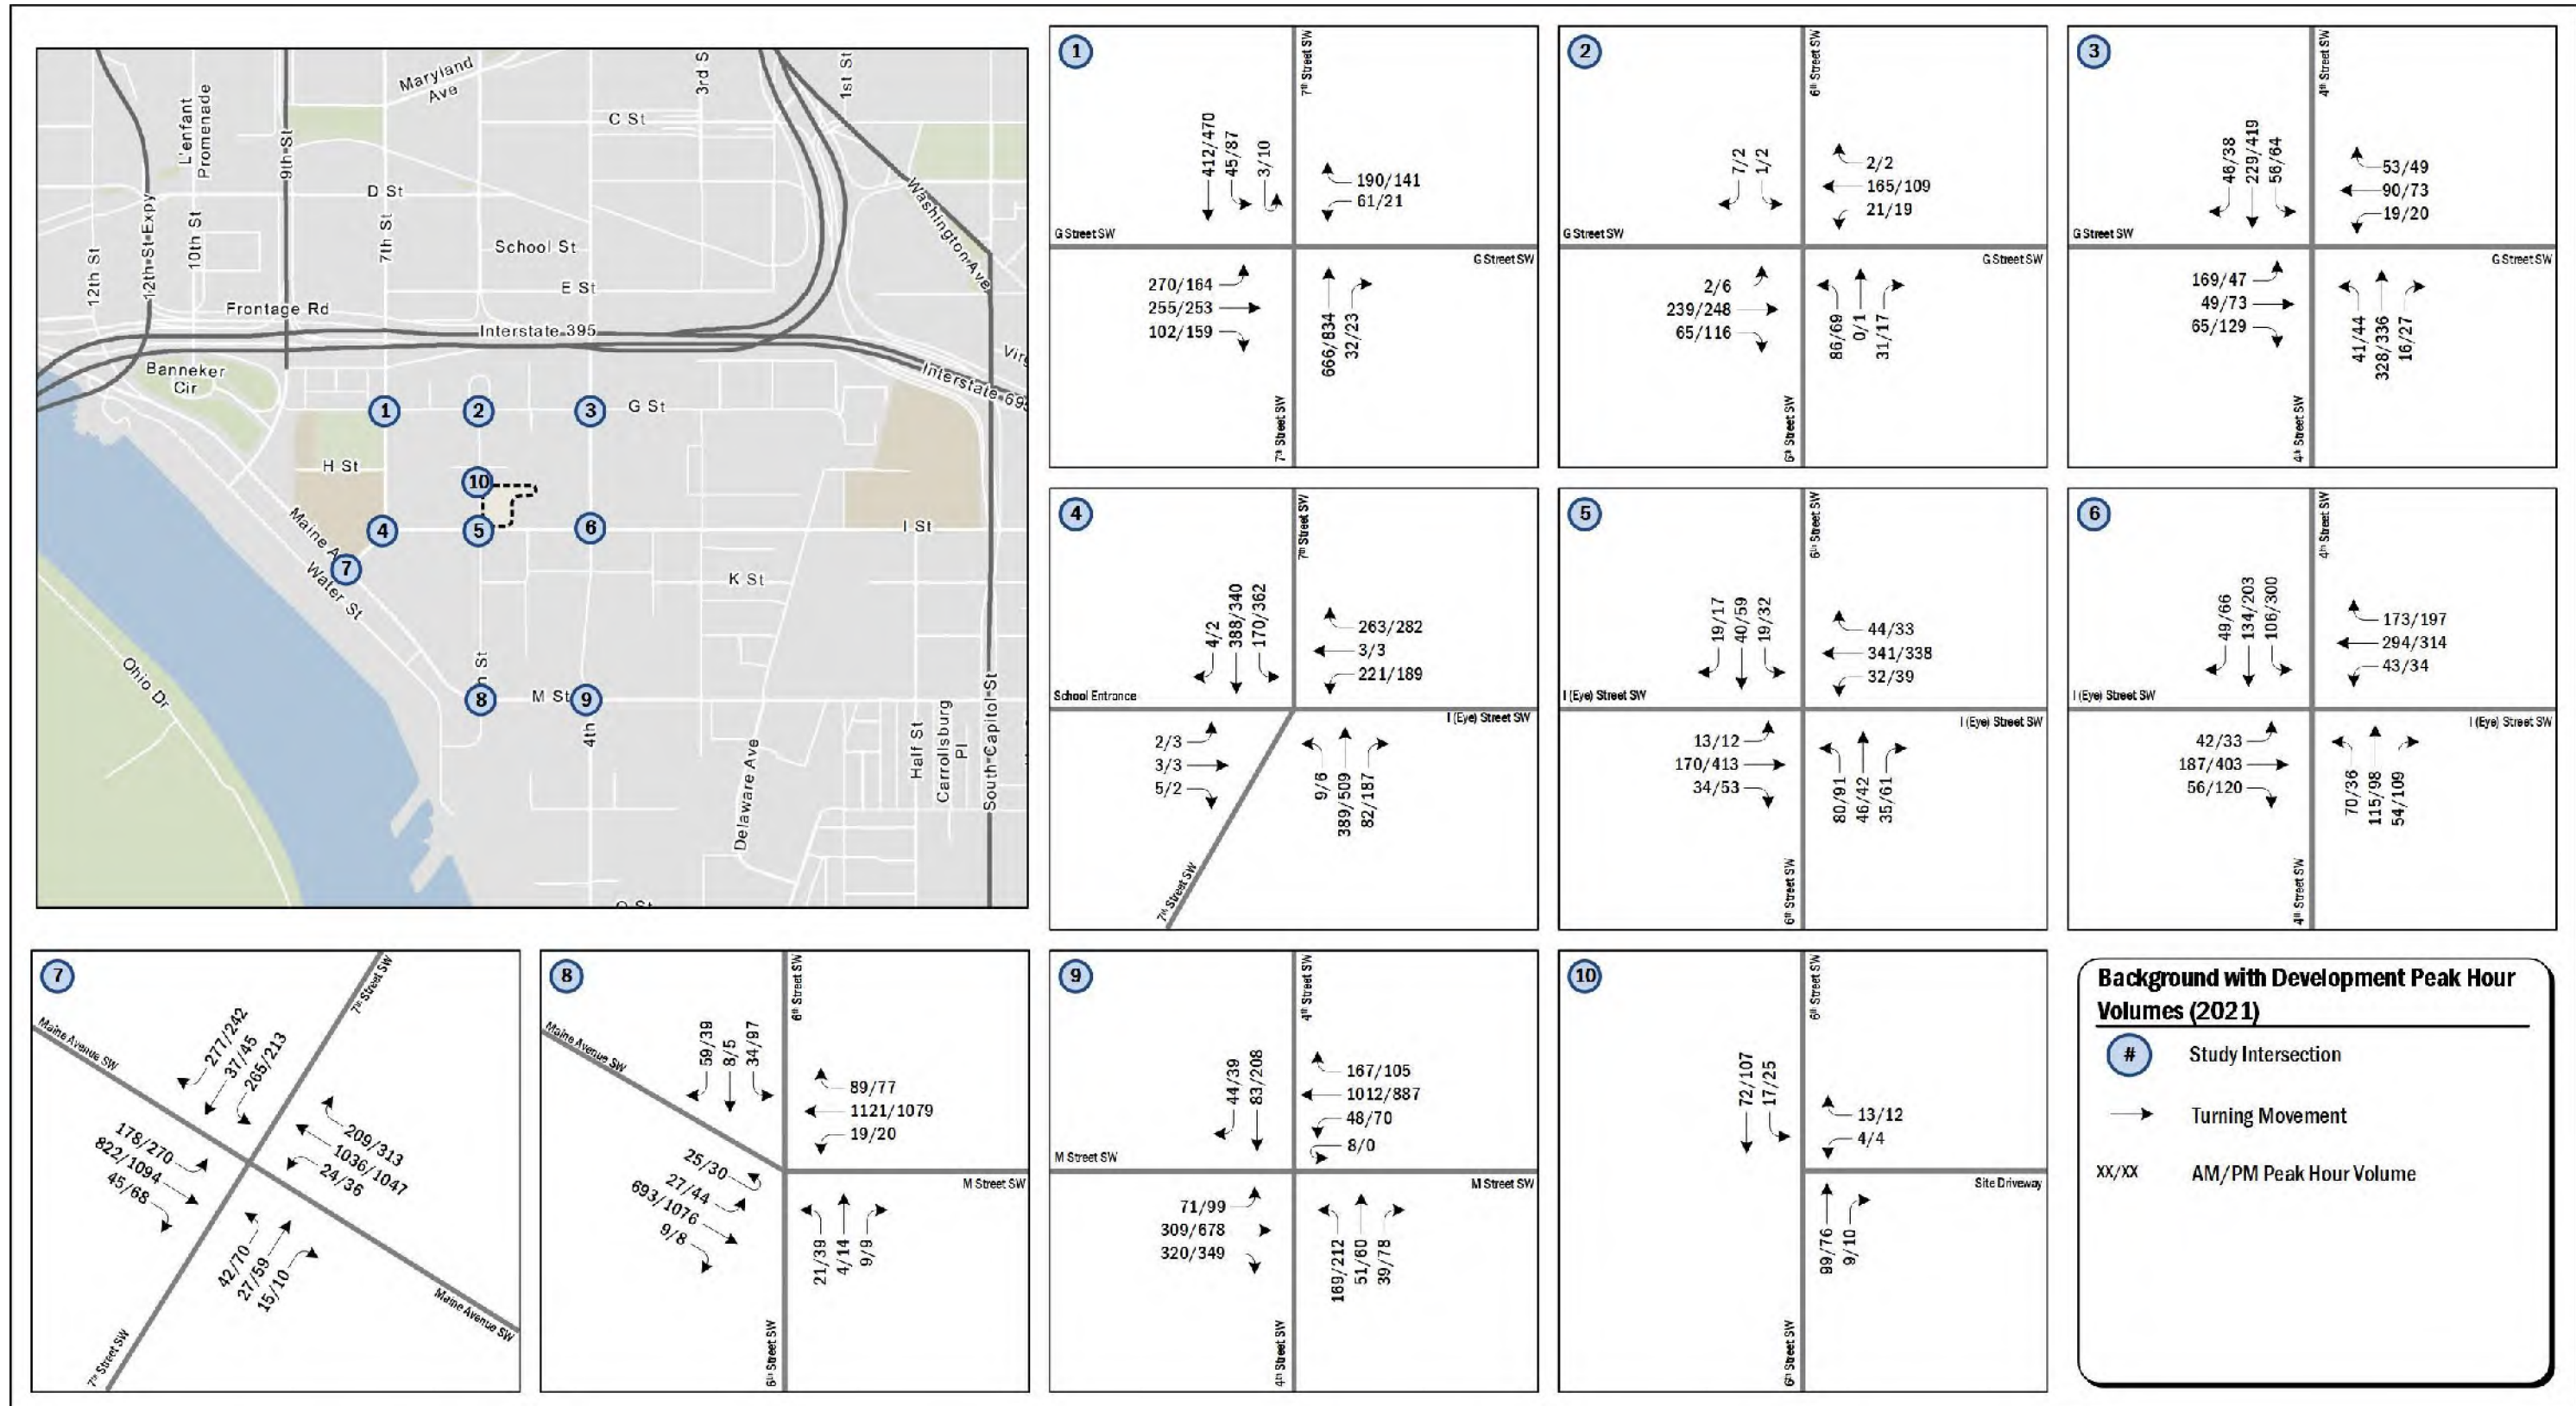 Maryland
Ave
3rd S
1st St
L'enfant
Promenade
9th St
C St
D St
Washington Ave
12th St
12th St Expy
10th St
7th St
School St
E St
Frontage Rd
Interstate 395
Banneker
Cir
Interstate 69
1
2
3
G St
H St
10
Maine A
4
5
6
I St
7
Water St
K St
Ohio Dr
h St
8
M St
9
4th
Delaware Ave
Half St
Carrollsburg
Pl
South Capitol St
1
7th Street SW
412/470
45/87
3/10
190/141
61/21
G Street SW
G Street SW
270/164
255/253
102/159
666/834
32/23
7th Street SW
2
6th Street SW
7/2
1/2
2/2
165/109
21/19
G Street SW
G Street SW
2/6
239/248
65/116
86/69
0/1
31/17
6th Street SW
3
4th Street SW
46/38
229/419
56/64
53/49
90/73
19/20
G Street SW
G Street SW
169/47
49/73
65/129
41/44
328/336
16/27
4th Street SW
4
7th Street SW
4/2
388/340
170/362
263/282
3/3
221/189
School Entrance
I (Eye) Street SW
2/3
3/3
5/2
9/6
389/509
82/187
7th Street SW
5
6th Street SW
19/17
40/59
19/32
44/33
341/338
32/39
I (Eye) Street SW
I (Eye) Street SW
13/12
170/413
34/53
80/91
46/42
35/61
6th Street SW
6
4th Street SW
49/66
134/203
106/300
173/197
294/314
43/34
I (Eye) Street SW
I (Eye) Street SW
42/33
187/403
56/120
70/36
115/98
54/109
4th Street SW
7
7th Street SW
Maine Avenue SW
277/242
37/45
265/213
209/313
1036/1047
24/36
178/270
822/1094
45/68
42/70
27/59
15/10
Maine Avenue SW
7th Street SW
8
6th Street SW
Maine Avenue SW
59/39
8/5
34/97
89/77
1121/1079
19/20
25/30
27/44
693/1076
9/8
M Street SW
21/39
4/14
9/9
6th Street SW
9
4th Street SW
44/39
83/208
167/105
1012/887
48/70
8/0
M Street SW
M Street SW
71/99
309/678
320/349
169/212
51/60
39/78
4th Street SW
10
6th Street SW
72/107
17/25
13/12
4/4
Site Driveway
99/76
9/10
6th Street SW
Background with Development Peak Hour
Volumes (2021)
# Study Intersection
Turning Movement
XX/XX AM/PM Peak Hour Volume